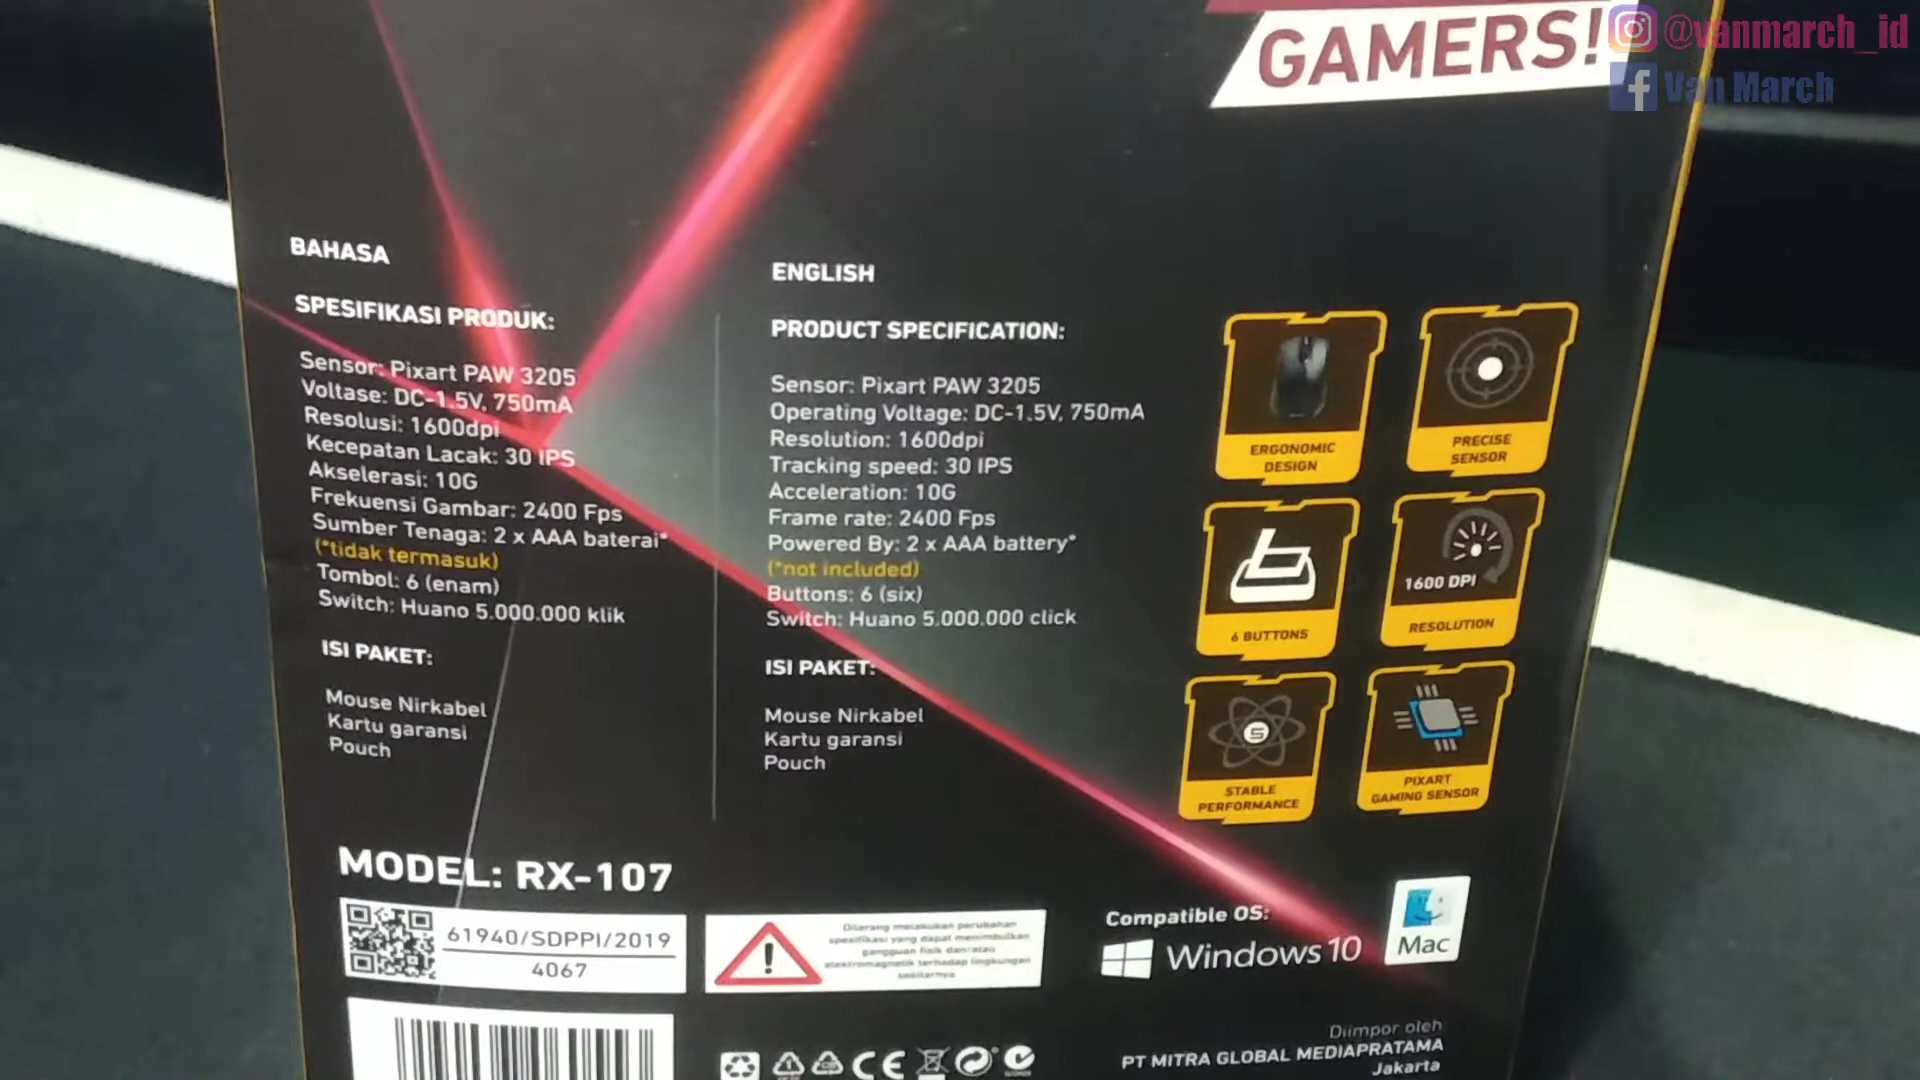 GAMERS!
@vanmarch_id
Van March
BAHASA
SPESIFIKASI PRODUK:
Sensor: Pixart PAW 3205
Voltase: DC-1.5V, 750mA
Resolusi: 1600dpi
Kecepatan Lacak: 30 IPS
Akselerasi: 10G
Frekuensi Gambar: 2400 Fps
Sumber Tenaga: 2 x AAA baterai*
(*tidak termasuk)
Tombol: 6 (enam)
Switch: Huano 5.000.000 klik
ISI PAKET:
Mouse Nirkabel
Kartu garansi
Pouch
ENGLISH
PRODUCT SPECIFICATION:
Sensor: Pixart PAW 3205
Operating Voltage: DC-1.5V, 750mA
Resolution: 1600dpi
Tracking speed: 30 IPS
Acceleration: 10G
Frame rate: 2400 Fps
Powered By: 2 x AAA battery*
(*not included)
Buttons: 6 (six)
Switch: Huano 5.000.000 click
ISI PAKET:
Mouse Nirkabel
Kartu garansi
Pouch
ERGONOMIC
DESIGN
PRECISE
SENSOR
6 BUTTONS
1600 DPI
RESOLUTION
S
STABLE
PERFORMANCE
PIXART
GAMING SENSOR
MODEL: RX-107
61940/SDPPI/2019
4067
Dilarang melakukan perubahan
spesifikasi yang dapat menimbulkan
gangguan fisik dan/atau
elektromagnetik terhadap lingkungan
sekitarnya
Compatible OS:
Windows 10
Mac
CE
Diimpor oleh
PT MITRA GLOBAL MEDIAPRATAMA
Jakarta